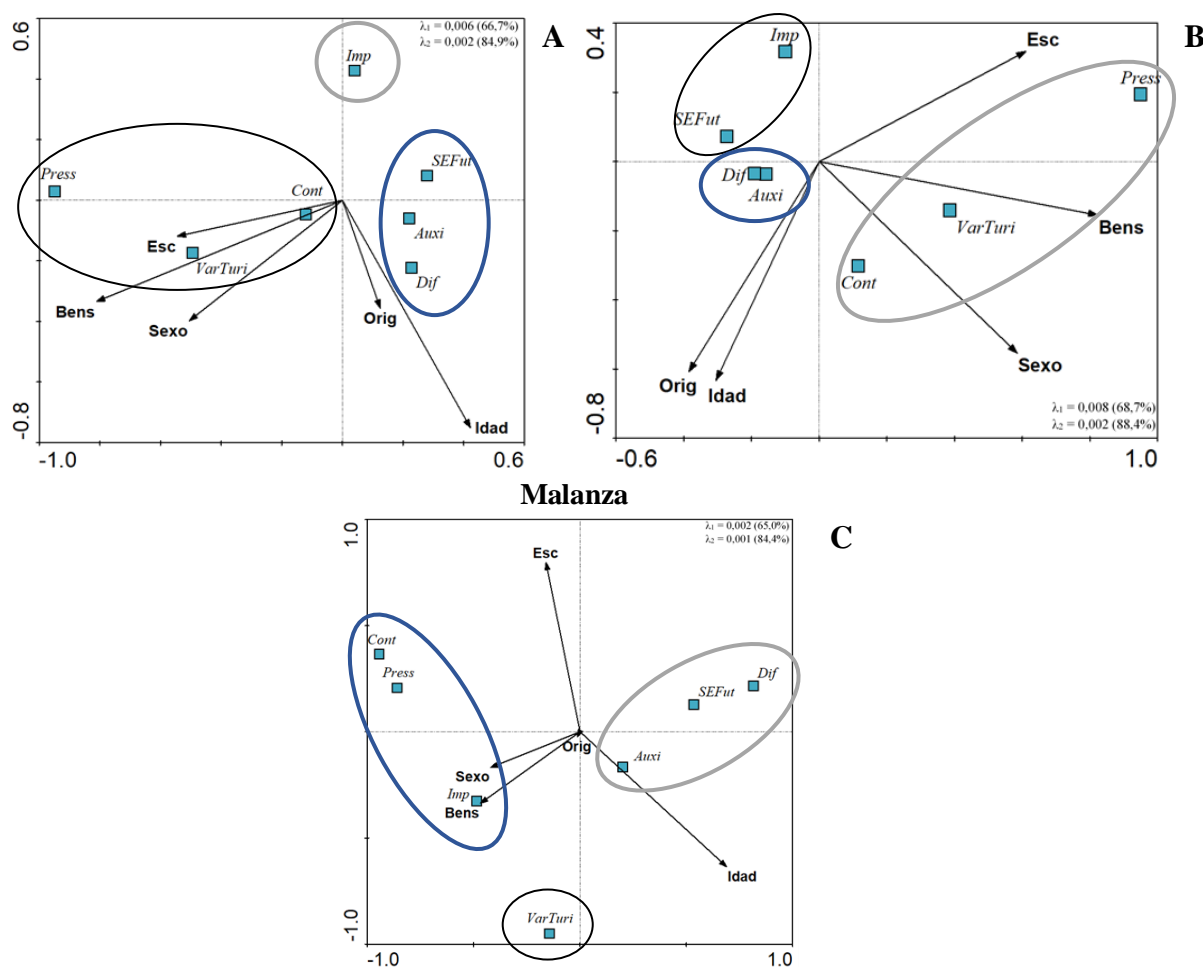 0.6
λ₁ = 0,006 (66,7%)
λ₂ = 0,002 (84,9%)
A
Imp
SEFut
Press
Cont
Auxi
Esc
VarTuri
Dif
Bens
Sexo
Orig
Idad
-0.8
-1.0
0.6
0.4
B
Imp
Esc
Press
SEFut
Dif
Auxi
VarTuri
Bens
Cont
Sexo
Orig
Idad
λ₁ = 0,008 (68,7%)
λ₂ = 0,002 (88,4%)
-0.8
-0.6
1.0
Malanza
1.0
λ₁ = 0,002 (65,0%)
λ₂ = 0,001 (84,4%)
C
Esc
Cont
Press
Dif
SEFut
Orig
Auxi
Sexo
Imp
Bens
Idad
VarTuri
-1.0
-1.0
1.0